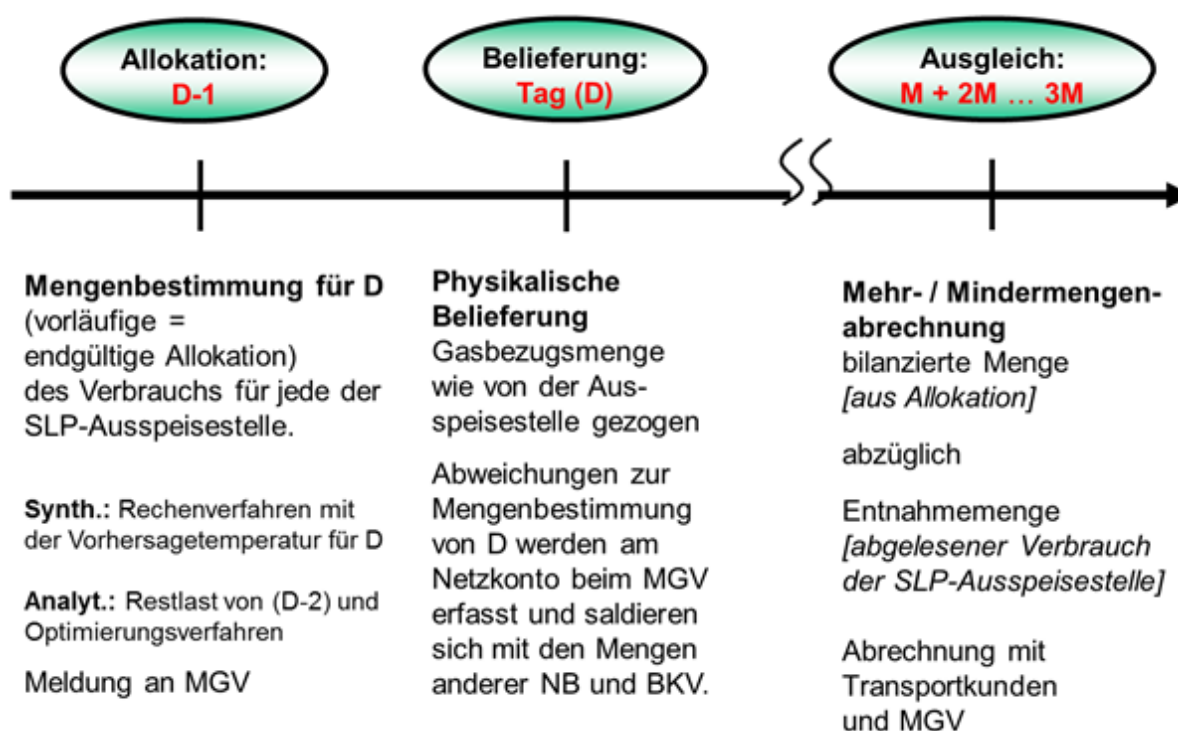 Allokation:
D-1
Belieferung:
Tag (D)
Ausgleich:
M + 2M … 3M
Mengenbestimmung für D
(vorläufige =
endgültige Allokation)
des Verbrauchs für jede der
SLP-Ausspeisestelle.
Synth.: Rechenverfahren mit
der Vorhersagetemperatur für D
Analyt.: Restlast von (D-2) und
Optimierungsverfahren
Meldung an MGV
Physikalische
Belieferung
Gasbezugsmenge
wie von der Aus-
speisestelle gezogen
Abweichungen zur
Mengenbestimmung
von D werden am
Netzkonto beim MGV
erfasst und saldieren
sich mit den Mengen
anderer NB und BKV.
Mehr- / Mindermengen-
abrechnung
bilanzierte Menge
[aus Allokation]
abzüglich
Entnahmemenge
[abgelesener Verbrauch
der SLP-Ausspeisestelle]
Abrechnung mit
Transportkunden
und MGV